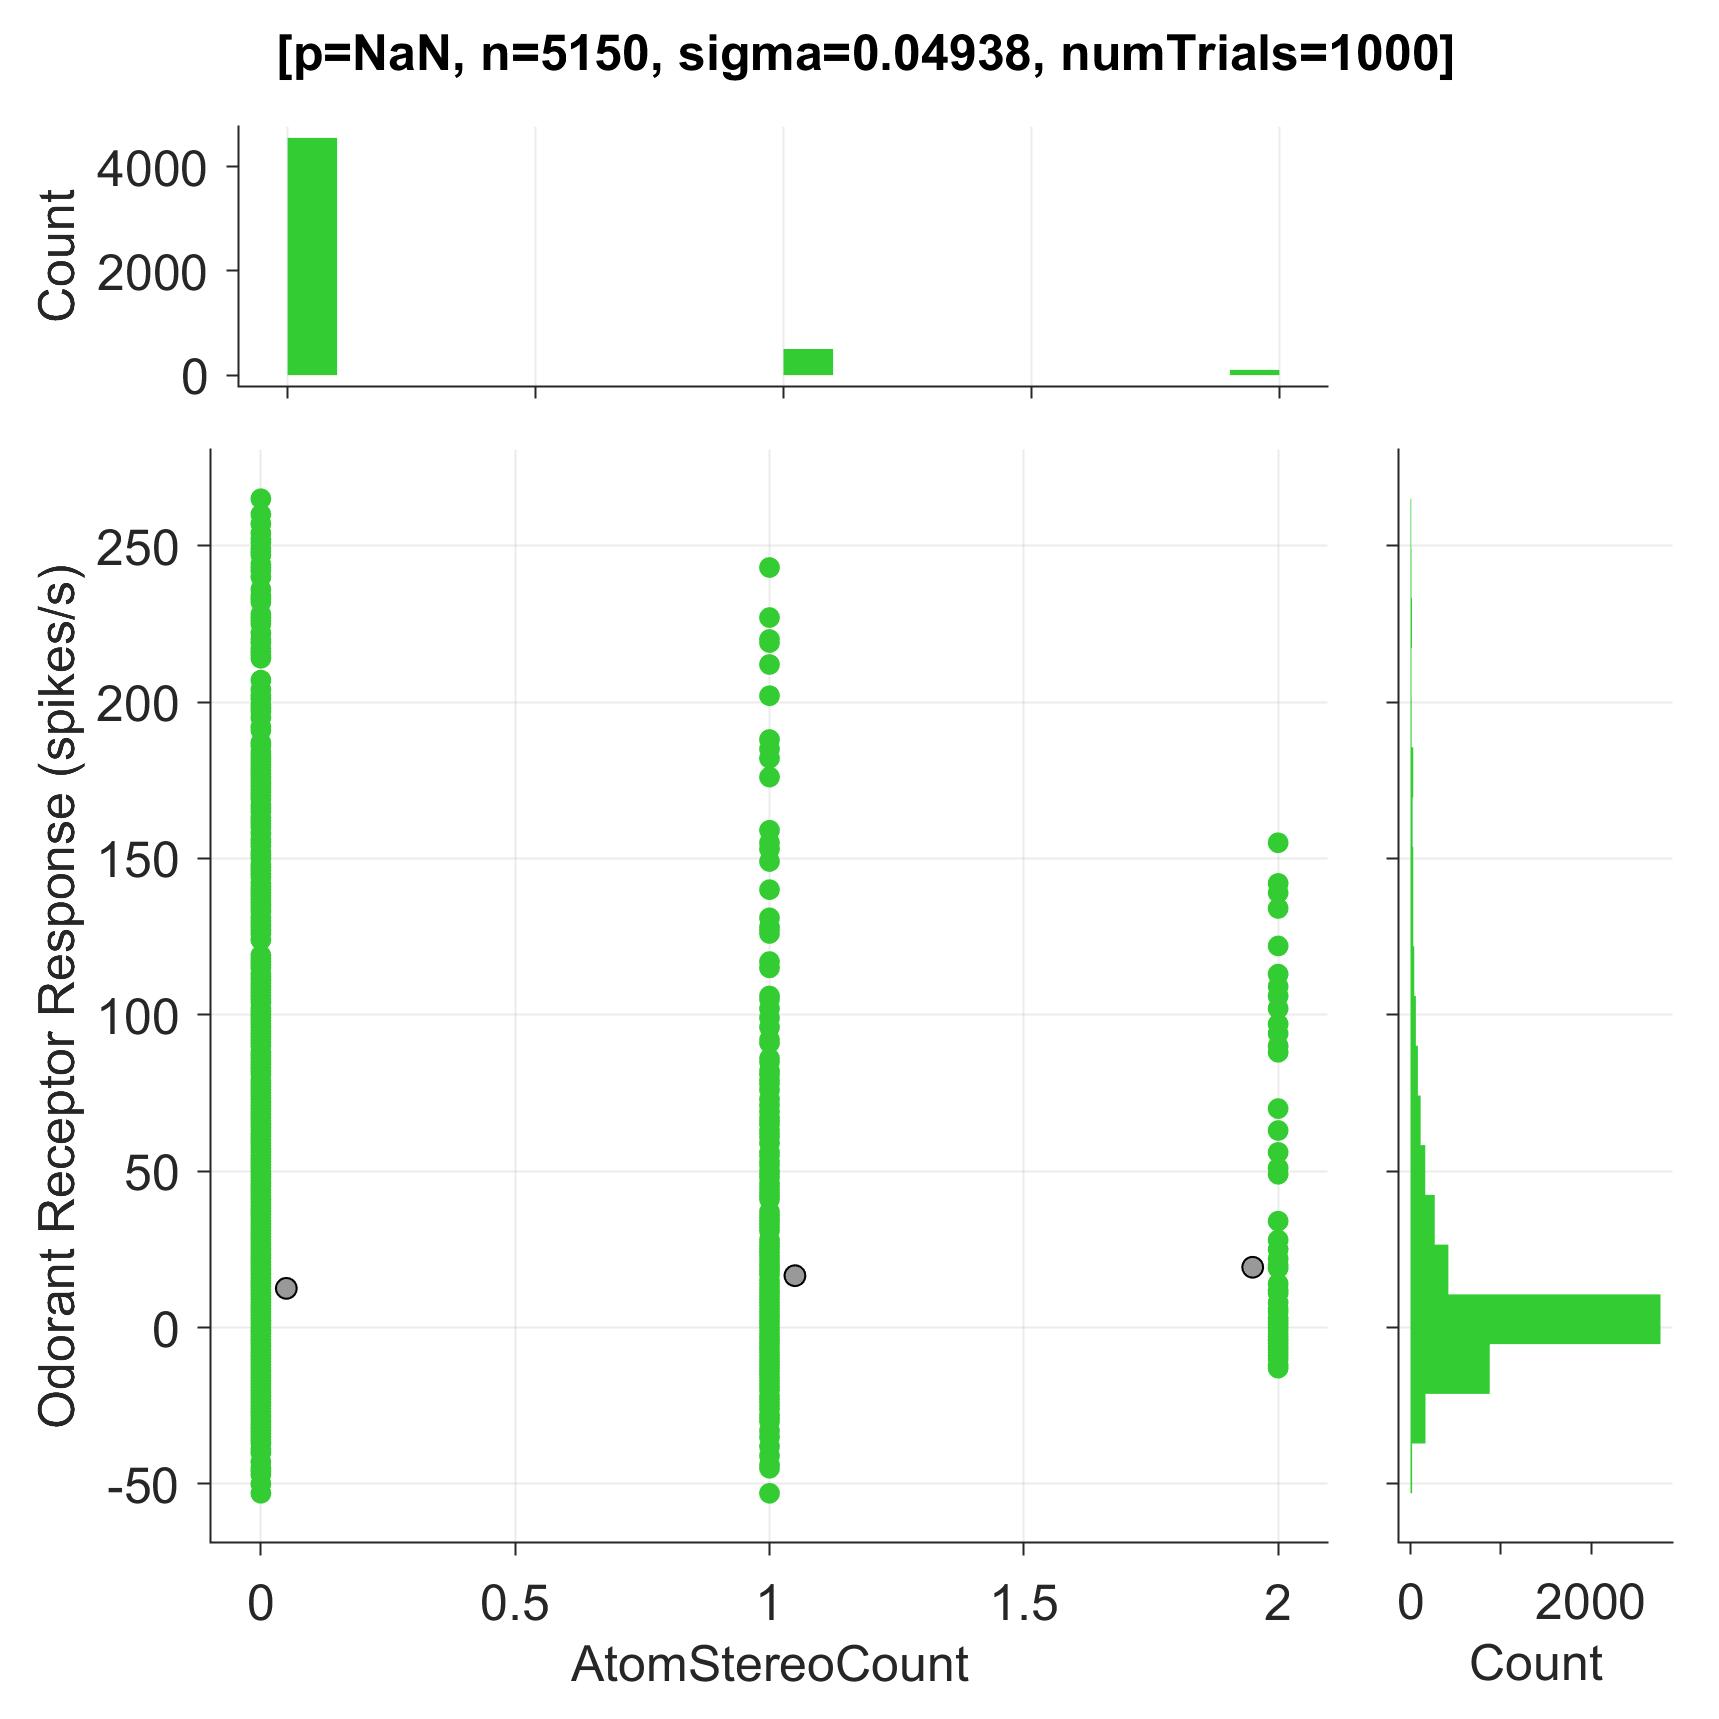 [p=NaN, n=5150, sigma=0.04938, numTrials=1000]
Count
4000
2000
0
Odorant Receptor Response (spikes/s)
250
200
150
100
50
0
-50
0 0.5 1 1.5 2
AtomStereoCount
0 2000
Count